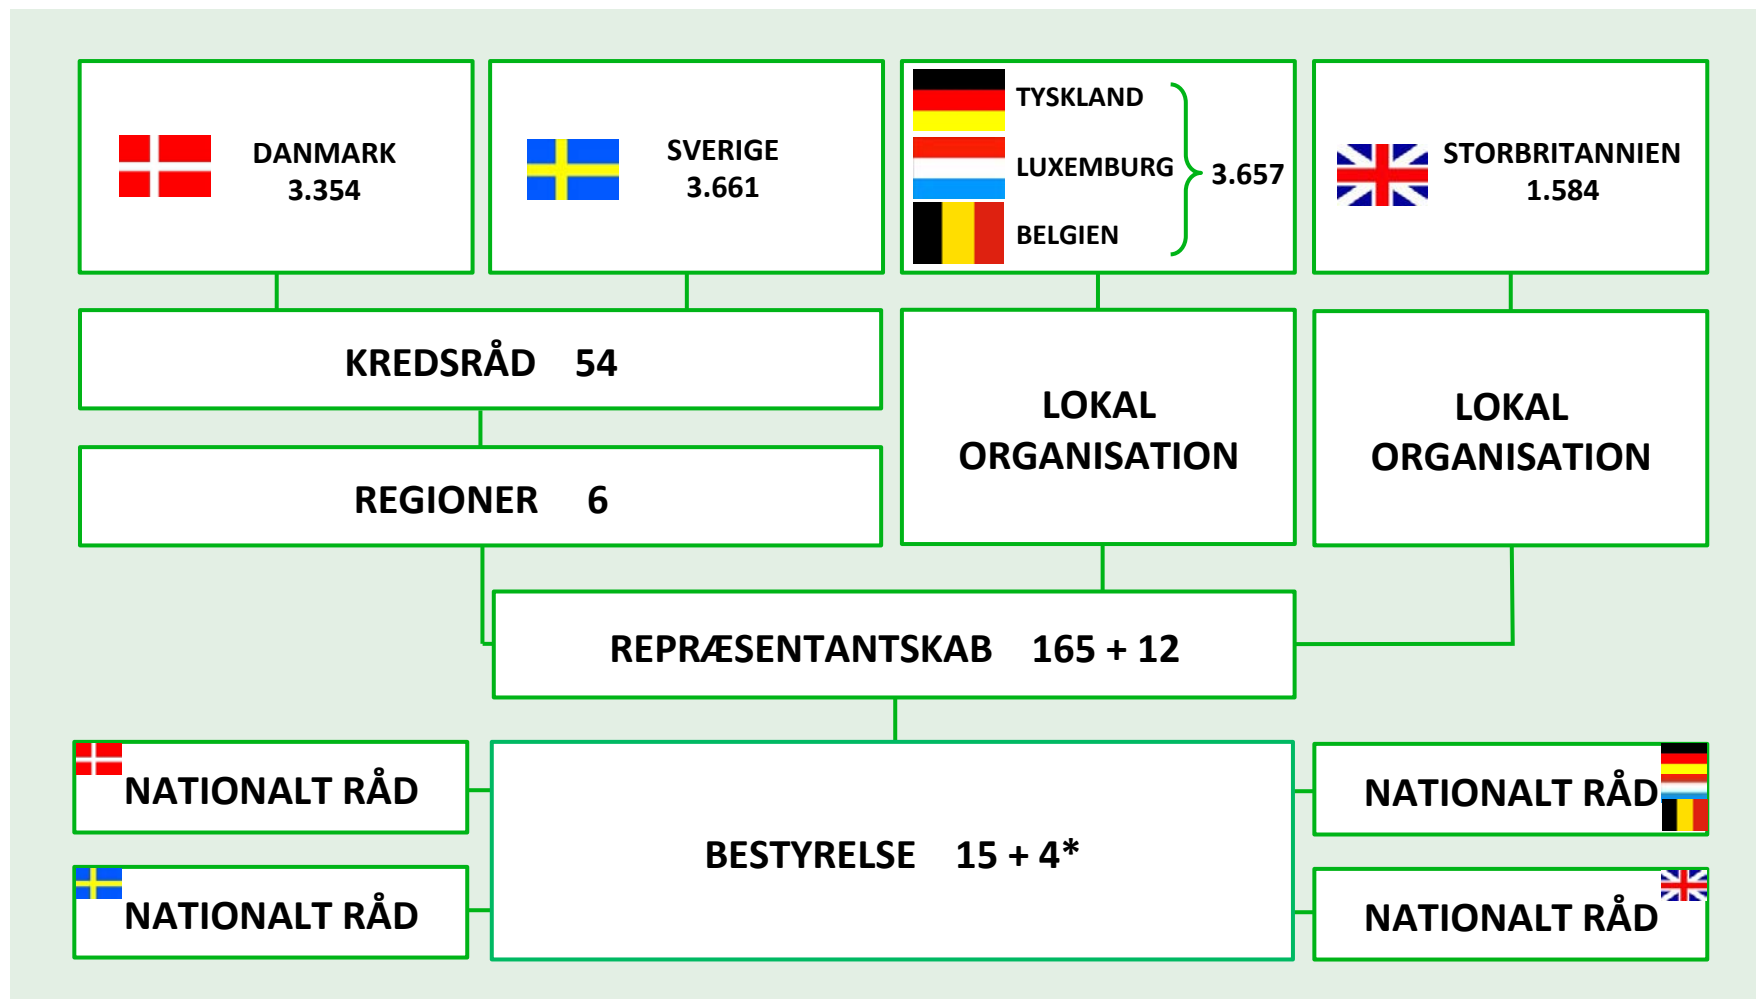 DANMARK
3.354
SVERIGE
3.661
TYSKLAND
LUXEMBURG
BELGIEN
3.657
STORBRITANNIEN
1.584
KREDSRÅD 54
REGIONER 6
LOKAL
ORGANISATION
LOKAL
ORGANISATION
REPRÆSENTANTSKAB 165 + 12
NATIONALT RÅD
NATIONALT RÅD
BESTYRELSE 15 + 4*
NATIONALT RÅD
NATIONALT RÅD